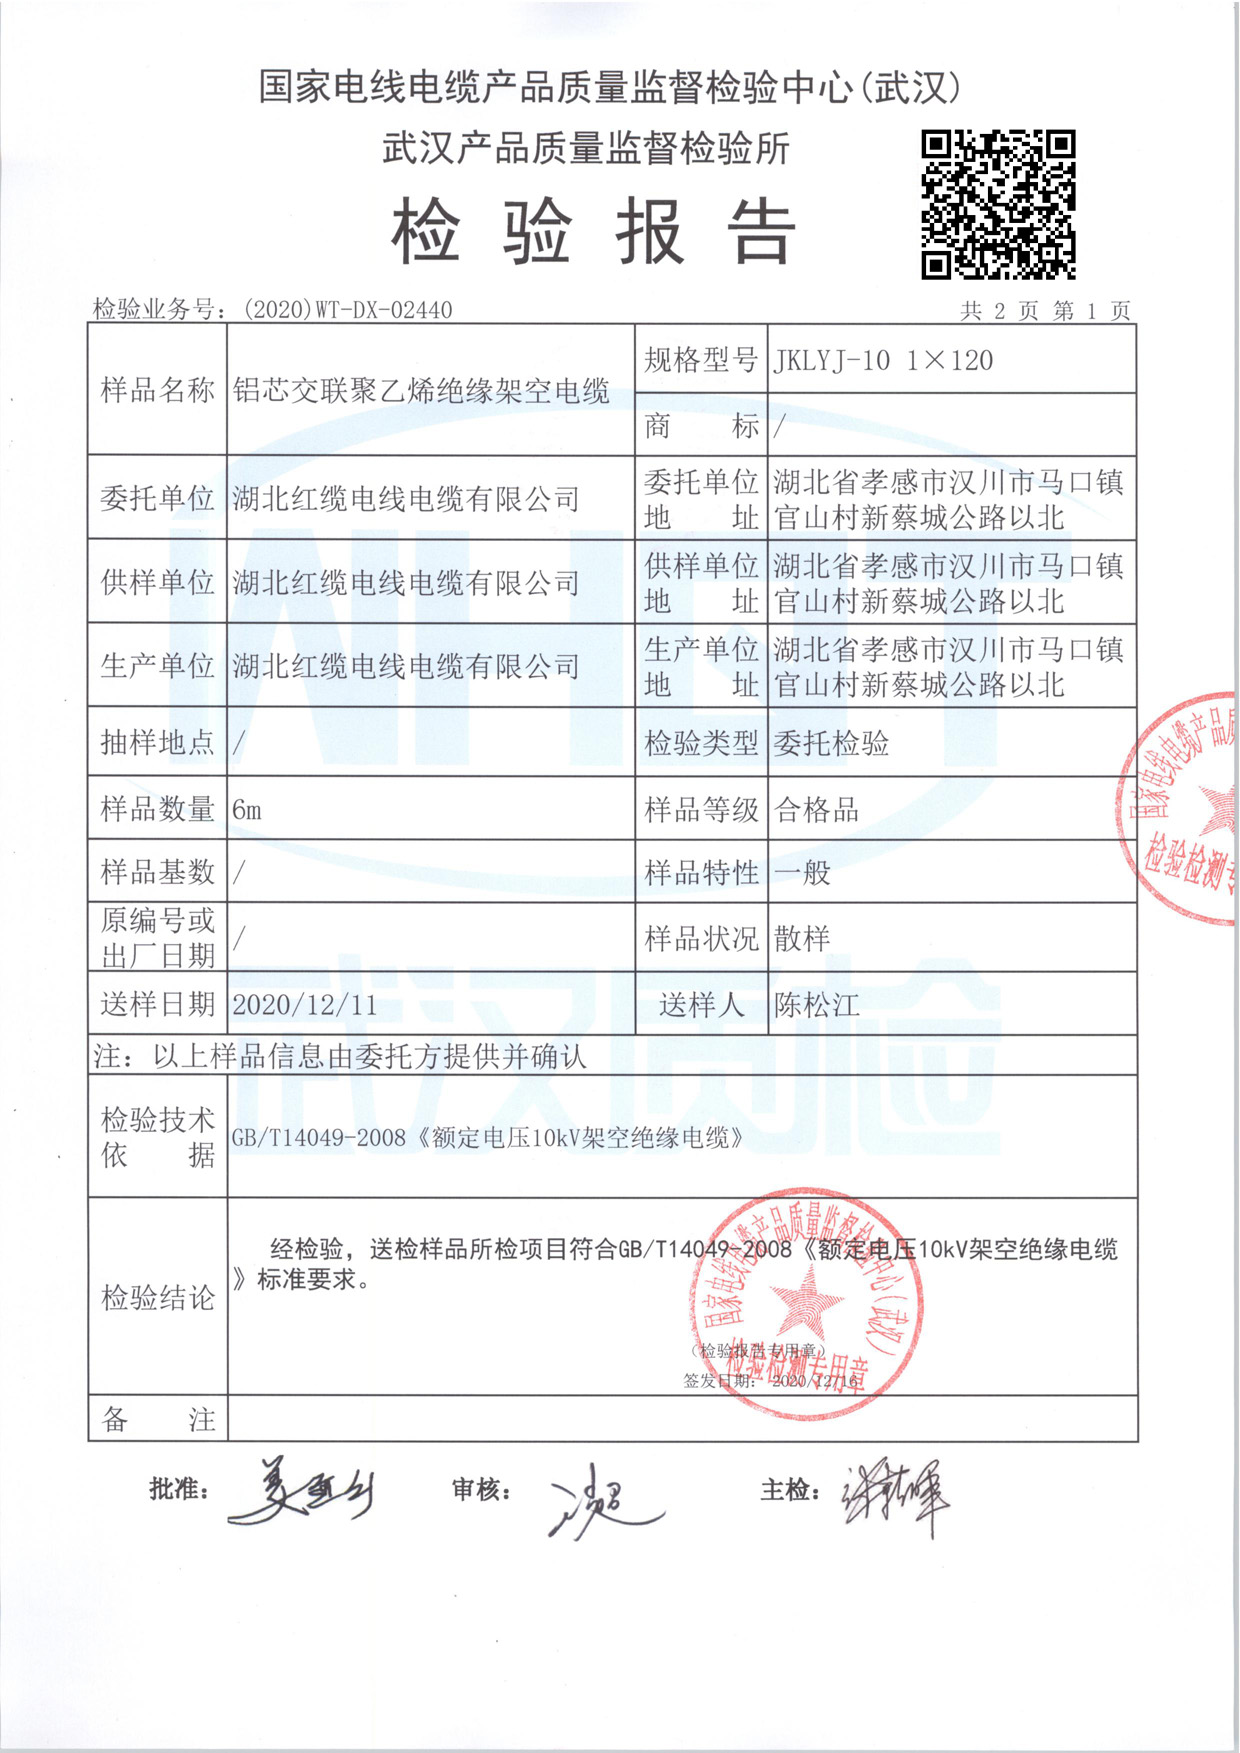 国家电线电缆产品质量监督检验中心(武汉)
武汉产品质量监督检验所
检验报告
检验业务号：(2020)WT-DX-02440
共 2 页 第 1 页
样品名称
铝芯交联聚乙烯绝缘架空电缆
规格型号
JKLYJ-10 1×120
商 标
/
委托单位
湖北红缆电线电缆有限公司
委托单位
地 址
湖北省孝感市汉川市马口镇
官山村新蔡城公路以北
供样单位
湖北红缆电线电缆有限公司
供样单位
地 址
湖北省孝感市汉川市马口镇
官山村新蔡城公路以北
生产单位
湖北红缆电线电缆有限公司
生产单位
地 址
湖北省孝感市汉川市马口镇
官山村新蔡城公路以北
抽样地点
/
检验类型
委托检验
样品数量
6m
样品等级
合格品
样品基数
/
样品特性
一般
原编号或
出厂日期
/
样品状况
散样
送样日期
2020/12/11
送样人
陈松江
注：以上样品信息由委托方提供并确认
检验技术
依 据
GB/T14049-2008《额定电压10kV架空绝缘电缆》
检验结论
经检验，送检样品所检项目符合GB/T14049-2008《额定电压10kV架空绝缘电缆
》标准要求。
（检验报告专用章）
签发日期： 2020/12/16
国家电线电缆产品质量监督检验中心(武汉)
检验检测专用章
国家电线电缆产品质
检验检测专
备 注
批准：
审核：
主检：
WHQT
武汉质检